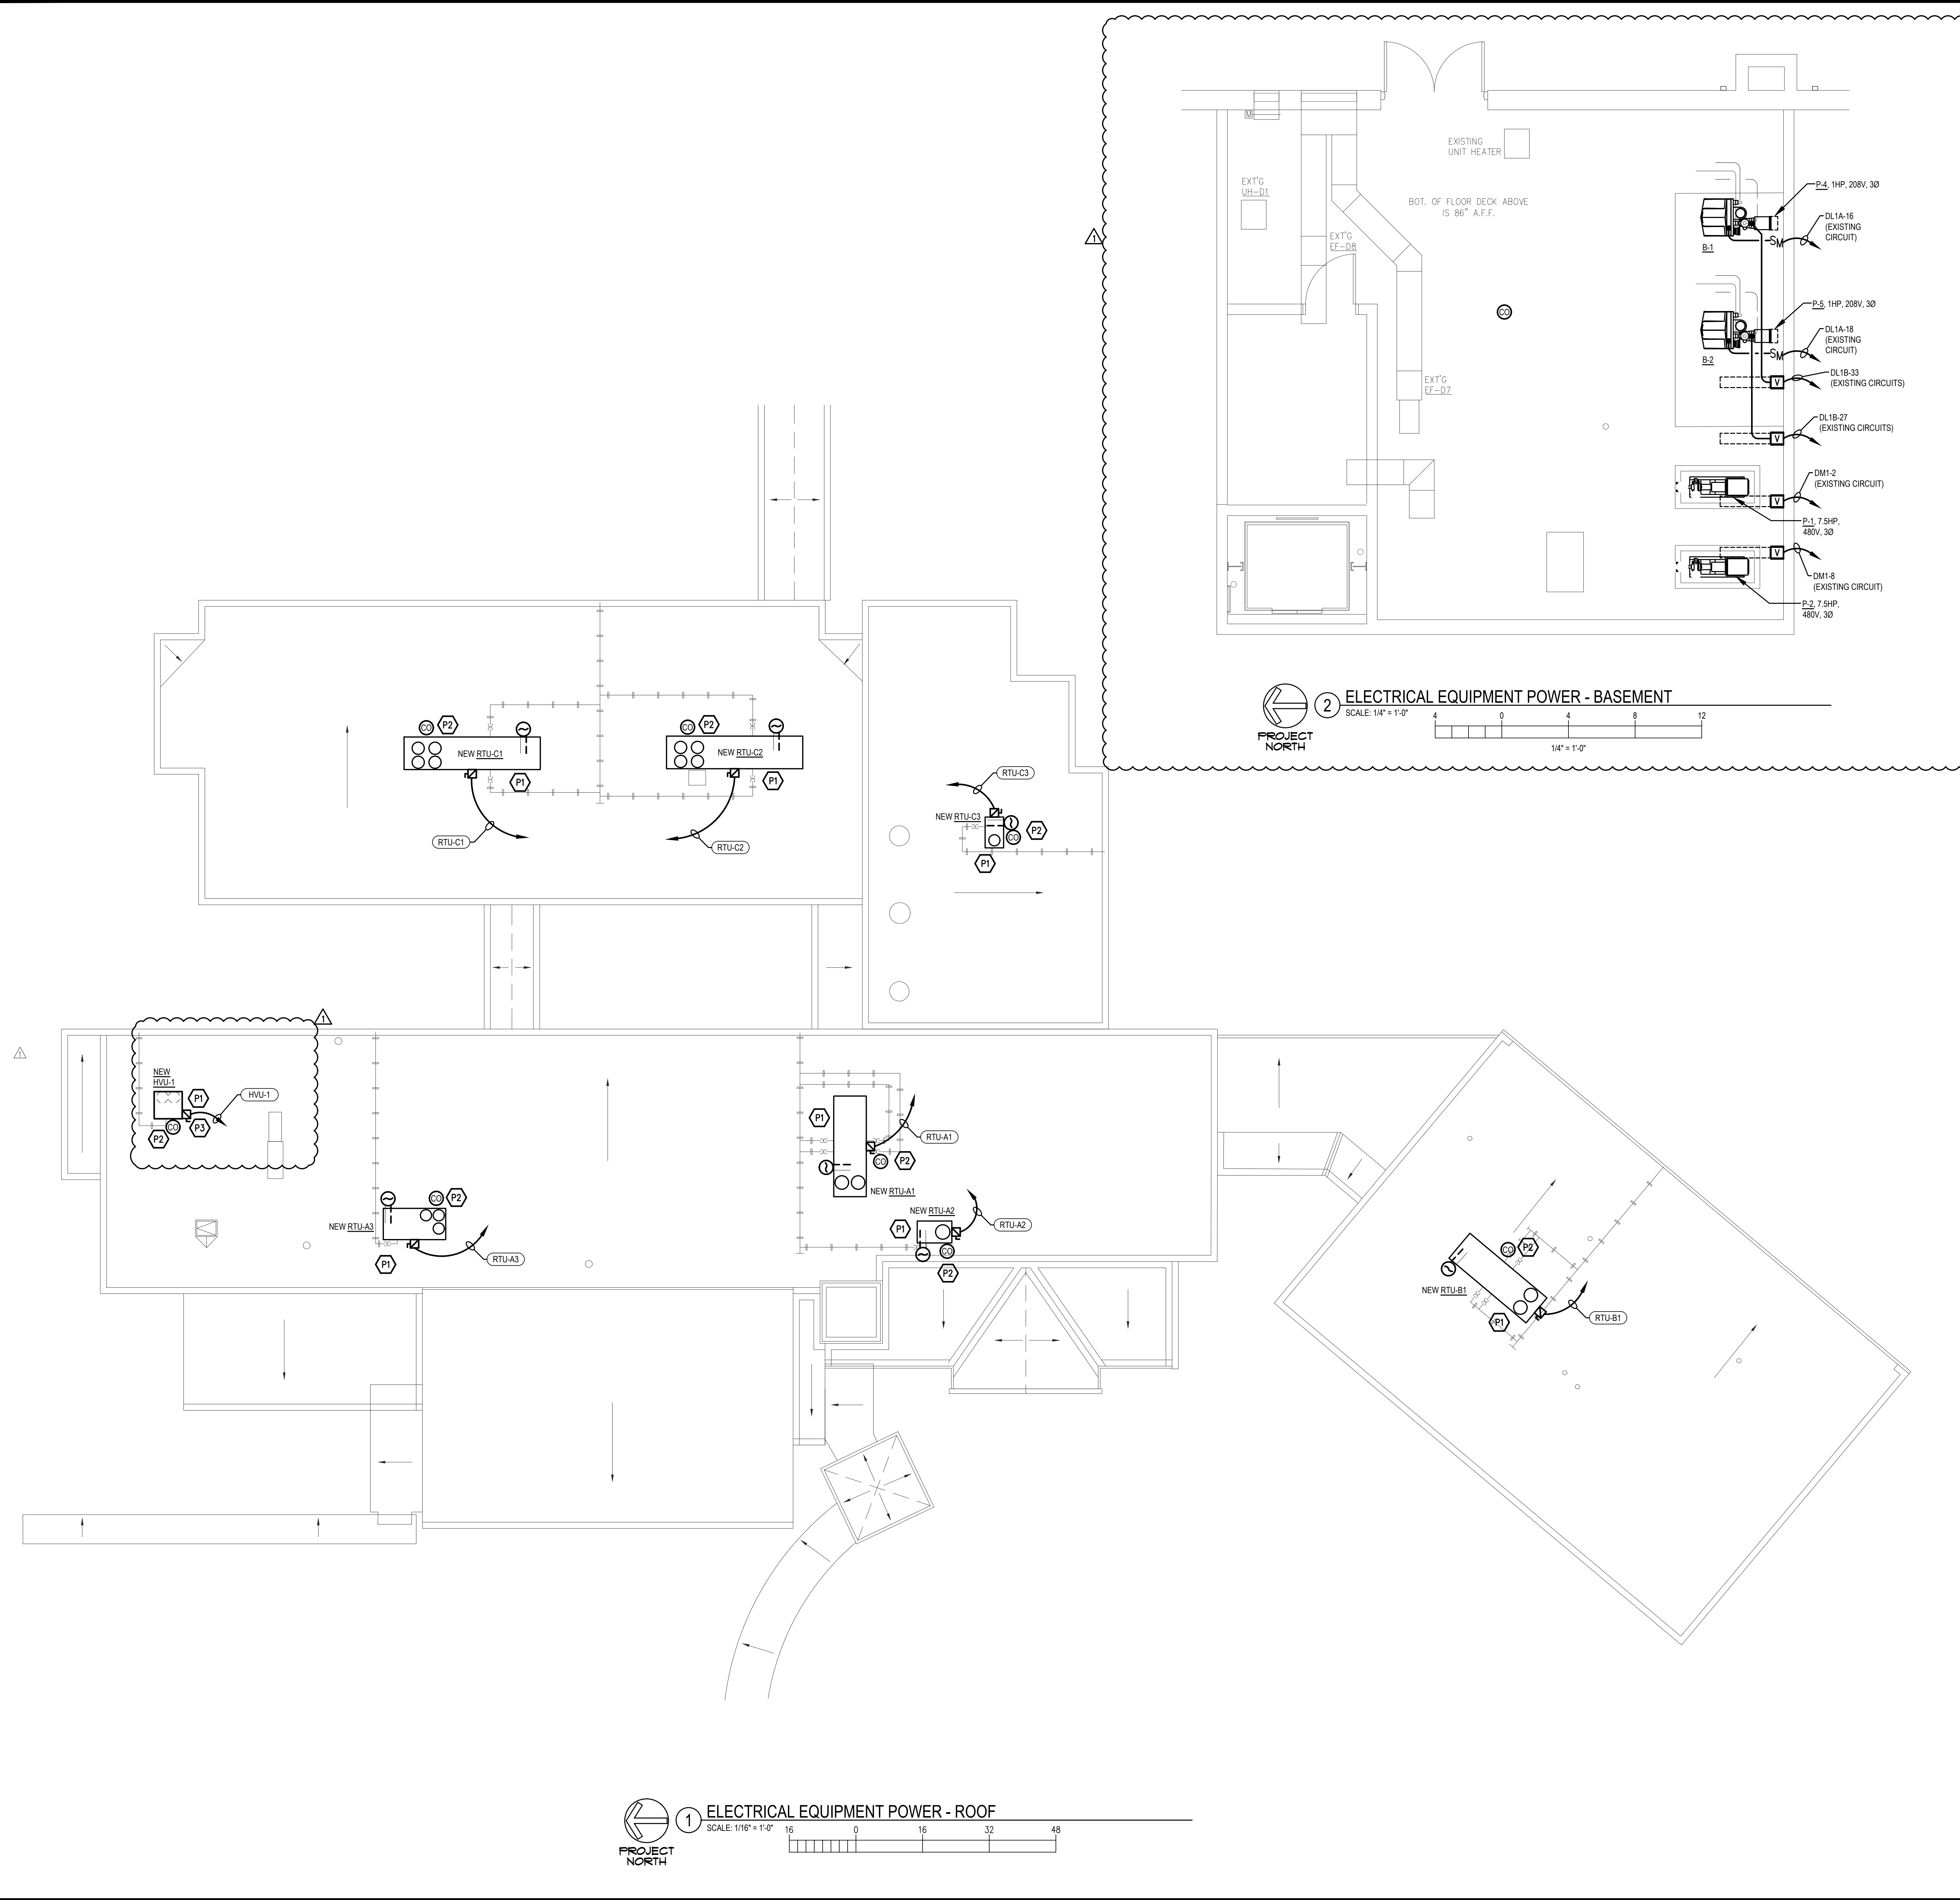 EXISTING
UNIT HEATER
M
EXT'G
UH-D1
BOT. OF FLOOR DECK ABOVE
IS 86" A.F.F.
EXT'G
EF-D8
1
CO
EXT'G
EF-D7
P-4, 1HP, 208V, 3Ø
DL1A-16
(EXISTING
CIRCUIT)
SM
B-1
P-5, 1HP, 208V, 3Ø
DL1A-18
(EXISTING
CIRCUIT)
SM
B-2
DL1B-33
(EXISTING CIRCUITS)
V
DL1B-27
(EXISTING CIRCUITS)
V
DM1-2
(EXISTING CIRCUIT)
V
P-1, 7.5HP,
480V, 3Ø
V
DM1-8
(EXISTING CIRCUIT)
P-2, 7.5HP,
480V, 3Ø
PROJECT
NORTH
2
ELECTRICAL EQUIPMENT POWER - BASEMENT
SCALE: 1/4" = 1'-0"
4 0 4 8 12
1/4" = 1'-0"
CO P2
NEW RTU-C1
P1
RTU-C1
CO P2
NEW RTU-C2
P1
RTU-C2
RTU-C3
NEW RTU-C3
CO P2
P1
1
1
NEW
HVU-1
P1
HVU-1
CO P3
P2
CO P2
NEW RTU-A3
P1
RTU-A3
P1
RTU-A1
CO P2
NEW RTU-A1
NEW RTU-A2
P1
RTU-A2
CO
P2
CO P2
NEW RTU-B1
P1
RTU-B1
PROJECT
NORTH
1
ELECTRICAL EQUIPMENT POWER - ROOF
SCALE: 1/16" = 1'-0"
16 0 16 32 48